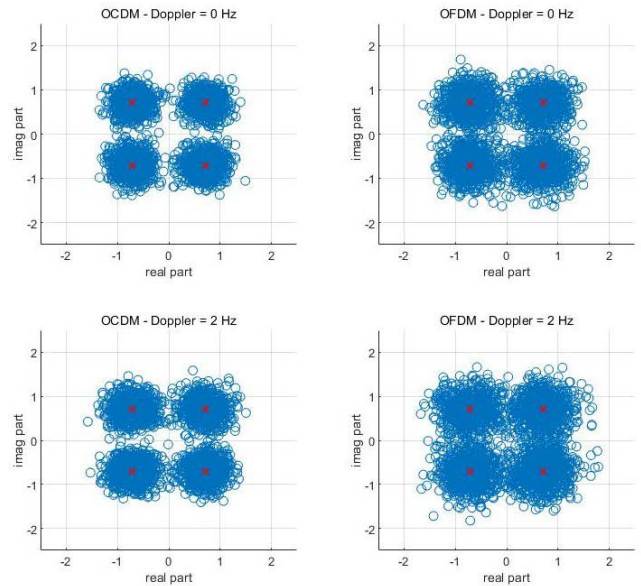 OCDM - Doppler = 0 Hz
2
1
0
-1
-2
imag part
-2 -1 0 1 2
real part
OFDM - Doppler = 0 Hz
2
1
0
-1
-2
imag part
-2 -1 0 1 2
real part
OCDM - Doppler = 2 Hz
2
1
0
-1
-2
imag part
-2 -1 0 1 2
real part
OFDM - Doppler = 2 Hz
2
1
0
-1
-2
imag part
-2 -1 0 1 2
real part